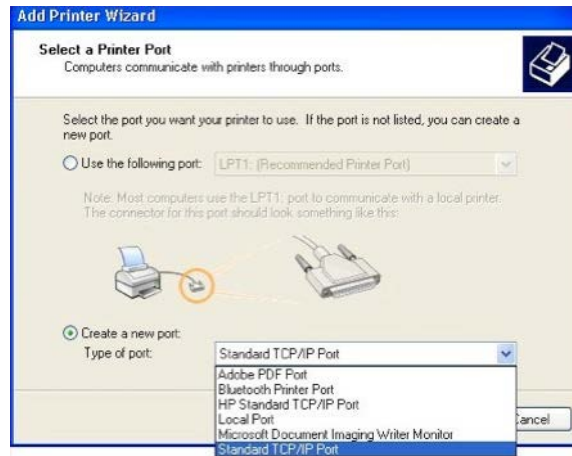 Add Printer Wizard
Select a Printer Port
Computers communicate with printers through ports.
Select the port you want your printer to use. If the port is not listed, you can create a
new port.
Use the following port: LPT1: (Recommended Printer Port)
Note: Most computers use the LPT1: port to communicate with a local printer.
The connector for this port should look something like this:
Create a new port:
Type of port: Standard TCP/IP Port
Adobe PDF Port
Bluetooth Printer Port
HP Standard TCP/IP Port
Local Port
Microsoft Document Imaging Writer Monitor
Cancel
Standard TCP/IP Port